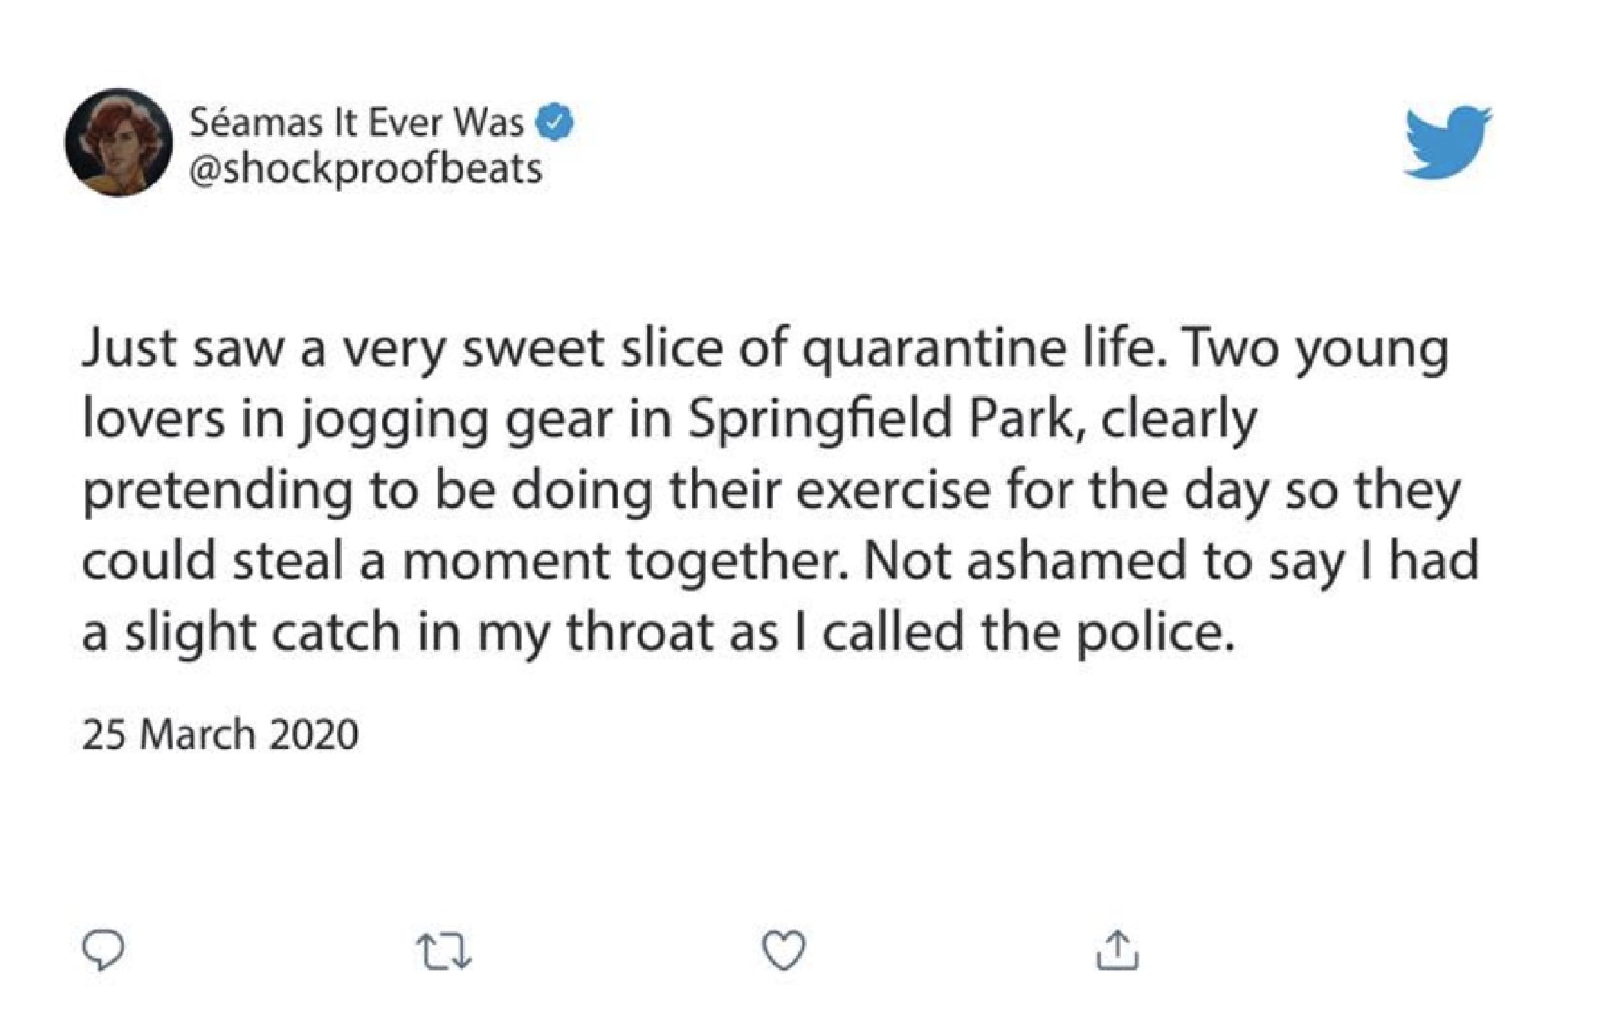 Séamas It Ever Was
@shockproofbeats
Just saw a very sweet slice of quarantine life. Two young
lovers in jogging gear in Springfield Park, clearly
pretending to be doing their exercise for the day so they
could steal a moment together. Not ashamed to say I had
a slight catch in my throat as I called the police.
25 March 2020